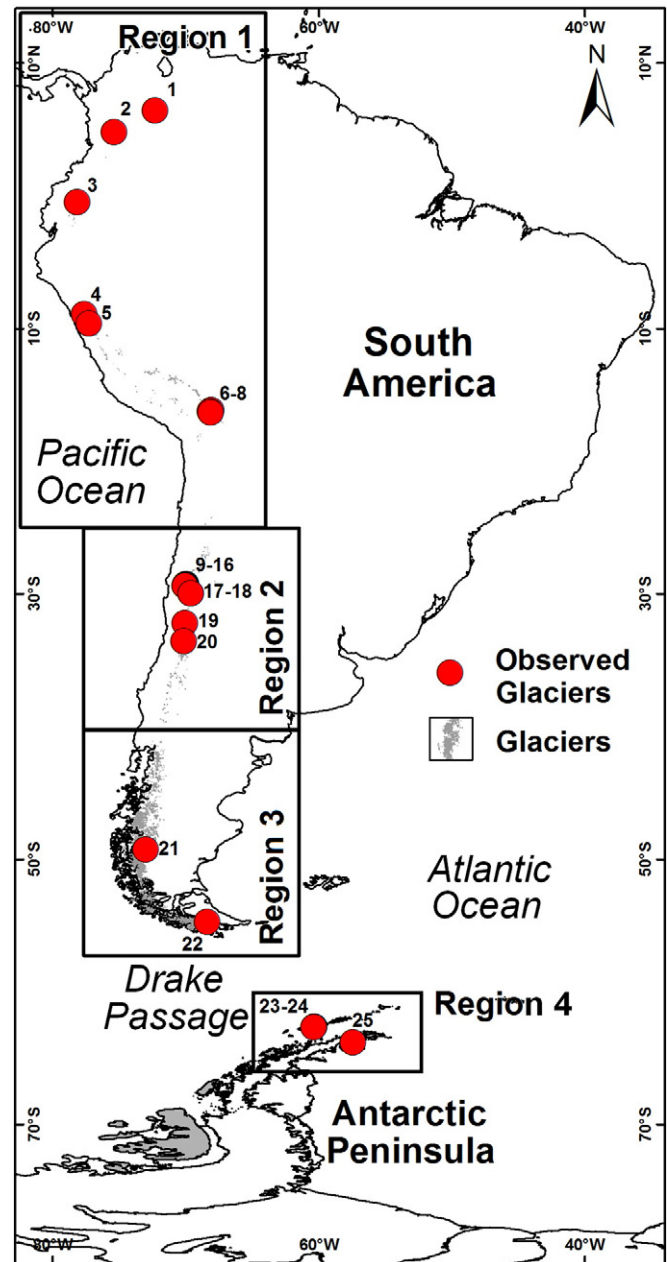 80°W
60°W
40°W
Region 1
N
10°N
10°N
1
2
3
4
5
10°S
10°S
South
America
6-8
Pacific
Ocean
9-16
17-18
30°S
30°S
19
20
Region 2
Observed
Glaciers
Glaciers
Region 3
21
50°S
50°S
Atlantic
Ocean
22
Drake
Passage
23-24
25
Region 4
Antarctic
Peninsula
70°S
70°S
80°W
60°W
40°W